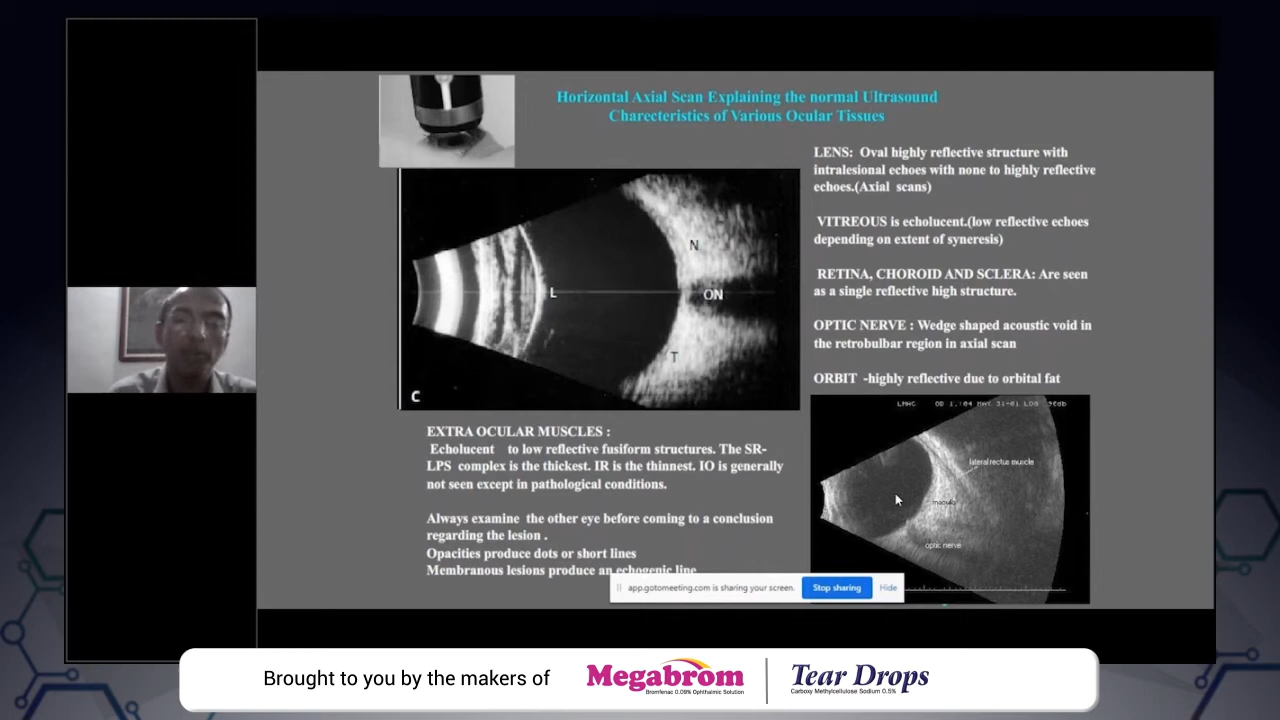 Horizontal Axial Scan Explaining the normal Ultrasound
Charecteristics of Various Ocular Tissues
LENS: Oval highly reflective structure with
intralesional echoes with none to highly reflective
echoes.(Axial scans)
VITREOUS is echolucent.(low reflective echoes
depending on extent of syneresis)
RETINA, CHOROID AND SCLERA: Are seen
as a single reflective high structure.
OPTIC NERVE : Wedge shaped acoustic void in
the retrobulbar region in axial scan
ORBIT -highly reflective due to orbital fat
N
L
ON
T
C
EXTRA OCULAR MUSCLES :
Echolucent to low reflective fusiform structures. The SR-
LPS complex is the thickest. IR is the thinnest. IO is generally
not seen except in pathological conditions.
Always examine the other eye before coming to a conclusion
regarding the lesion .
Opacities produce dots or short lines
Membranous lesions produce an echogenic line
lateral rectus muscle
macula
optic nerve
app.gotomeeting.com is sharing your screen.
Stop sharing
Hide
Brought to you by the makers of
Megabrom
Bromfenac 0.09% Ophthalmic Solution
Tear Drops
Carboxy Methylcellulose Sodium 0.5%